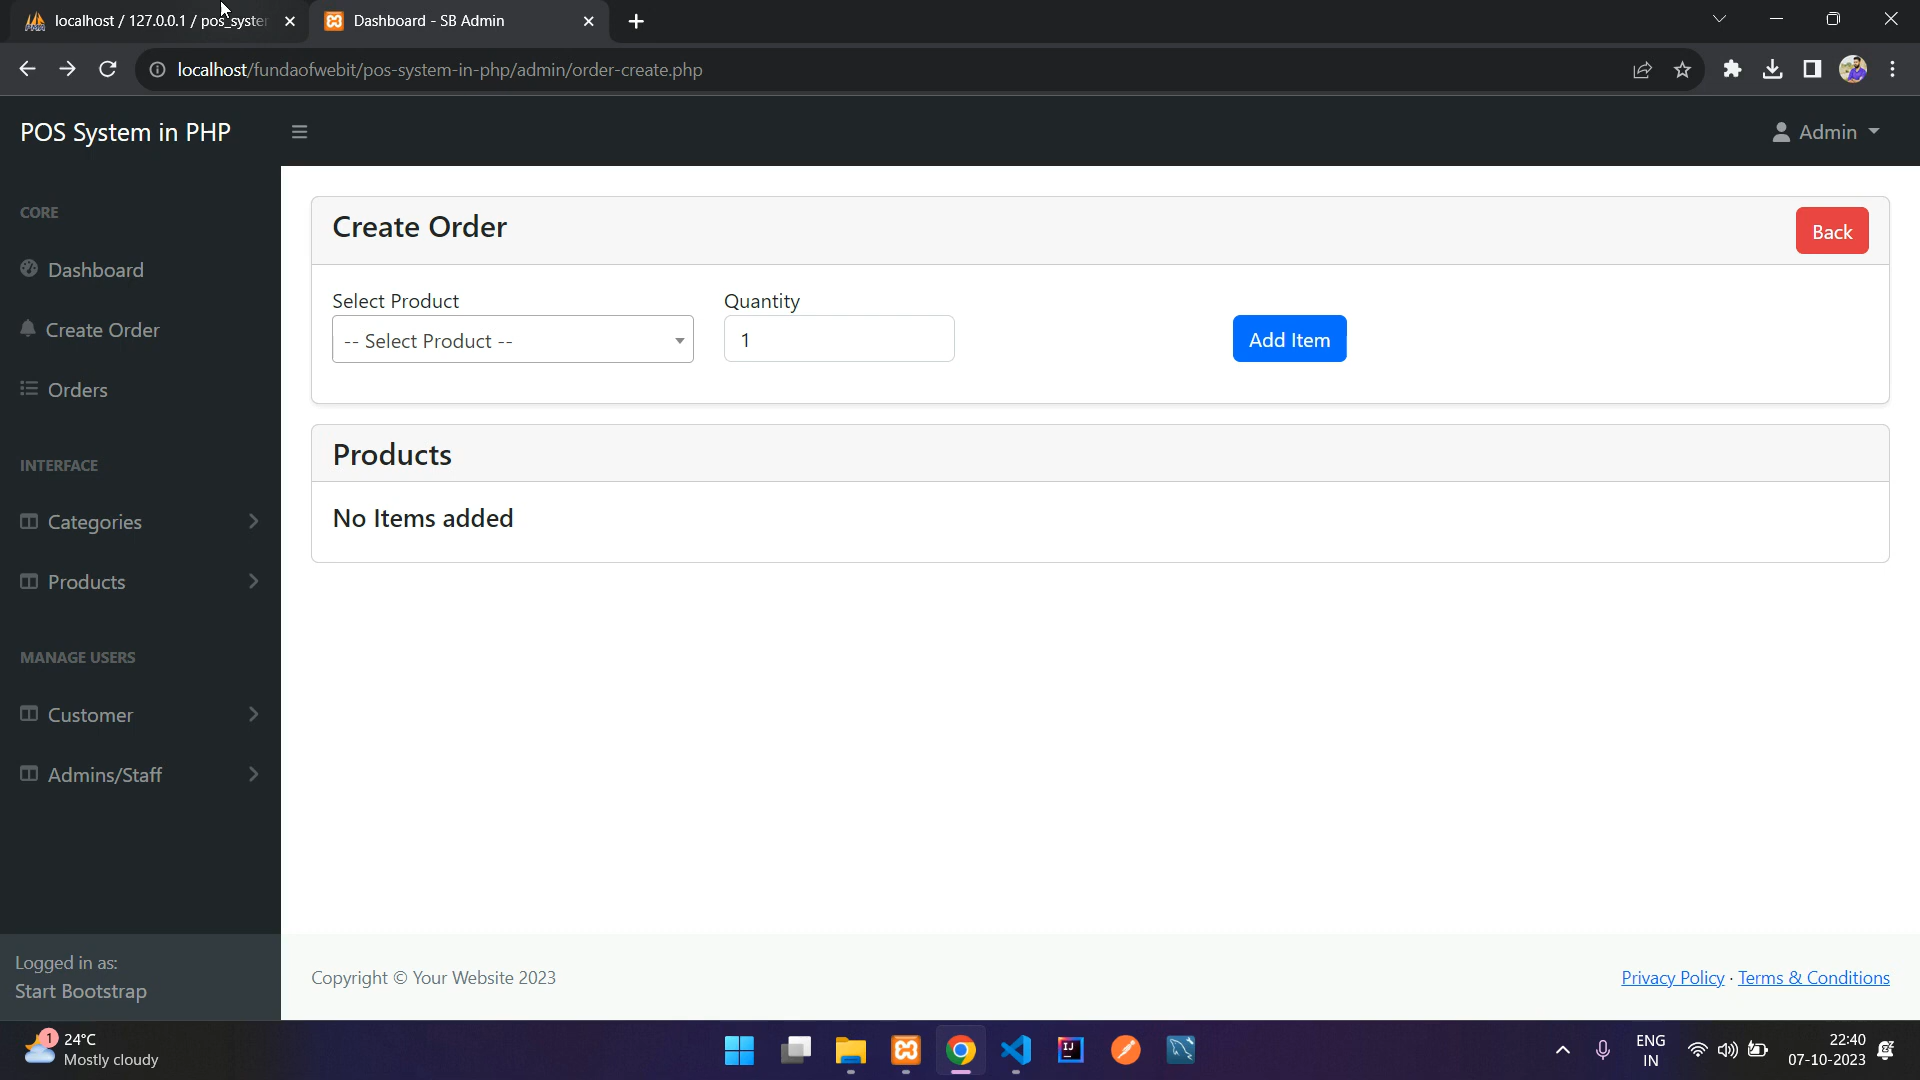 localhost / 127.0.0.1 / pos_syster
Dashboard - SB Admin
localhost/fundaofwebit/pos-system-in-php/admin/order-create.php
POS System in PHP
Admin
CORE
Dashboard
Create Order
Orders
INTERFACE
Categories
Products
MANAGE USERS
Customer
Admins/Staff
Logged in as:
Start Bootstrap
Create Order
Back
Select Product
Quantity
-- Select Product --
1
Add Item
Products
No Items added
Copyright © Your Website 2023
Privacy Policy · Terms & Conditions
1
24°C
Mostly cloudy
ENG
IN
22:40
07-10-2023